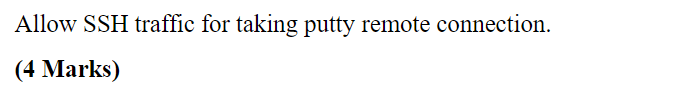 Allow SSH traffic for taking putty remote connection.
(4 Marks)